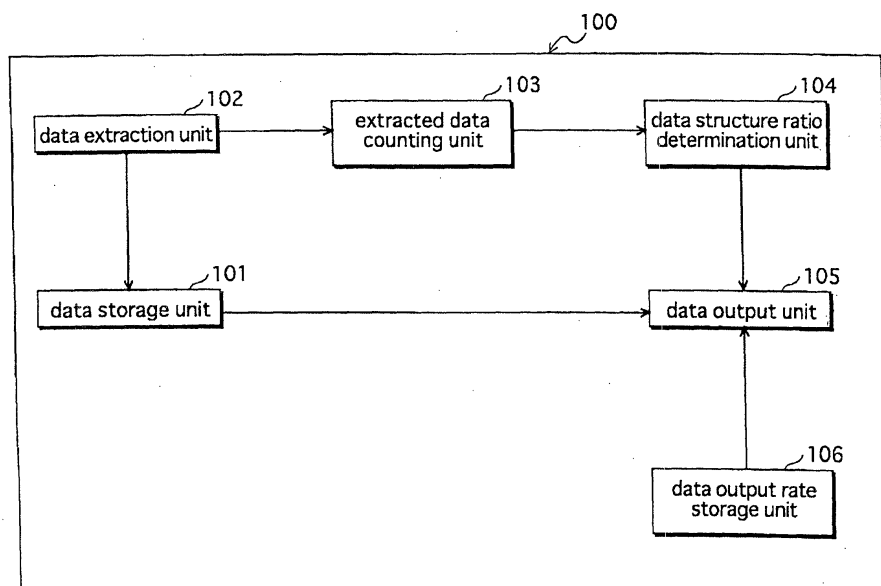 100
102
data extraction unit
103
extracted data
counting unit
104
data structure ratio
determination unit
101
data storage unit
105
data output unit
106
data output rate
storage unit